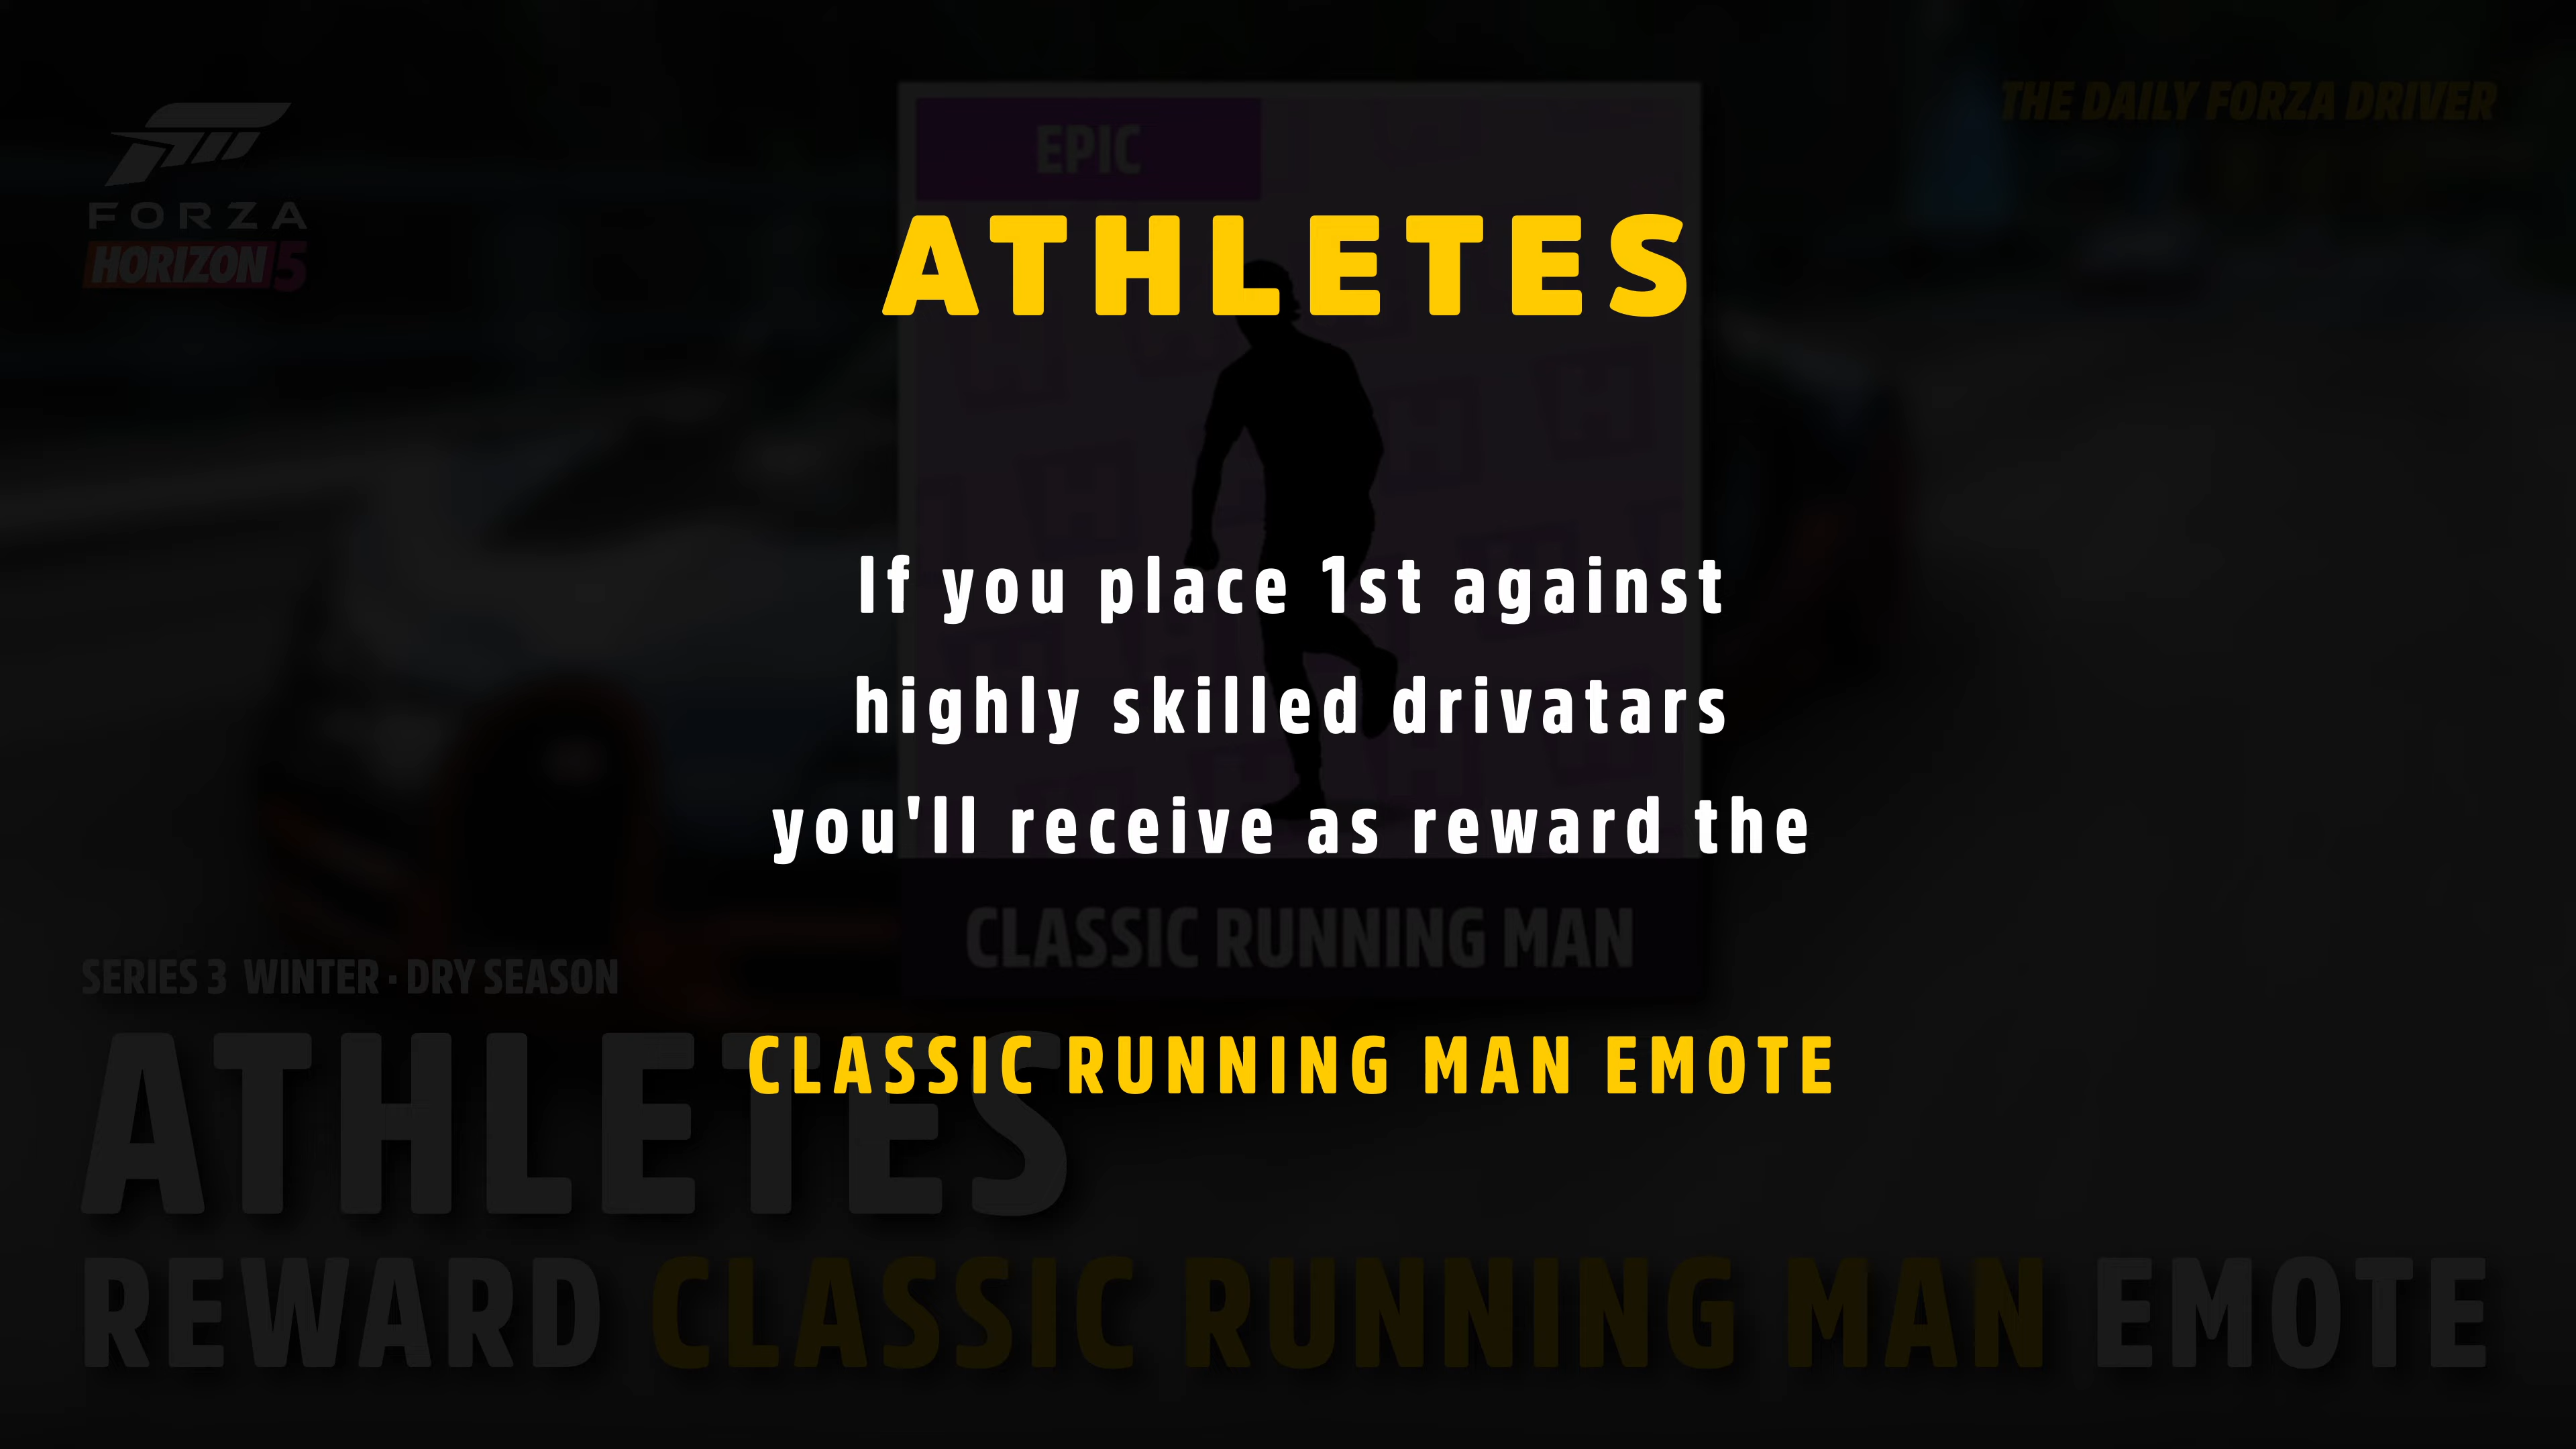 THE DAILY FORZA DRIVER
FORZA
HORIZON 5
EPIC
ATHLETES
If you place 1st against
highly skilled drivatars
you'll receive as reward the
CLASSIC RUNNING MAN
SERIES 3 WINTER · DRY SEASON
CLASSIC RUNNING MAN EMOTE
ATHLETES
REWARD CLASSIC RUNNING MAN EMOTE